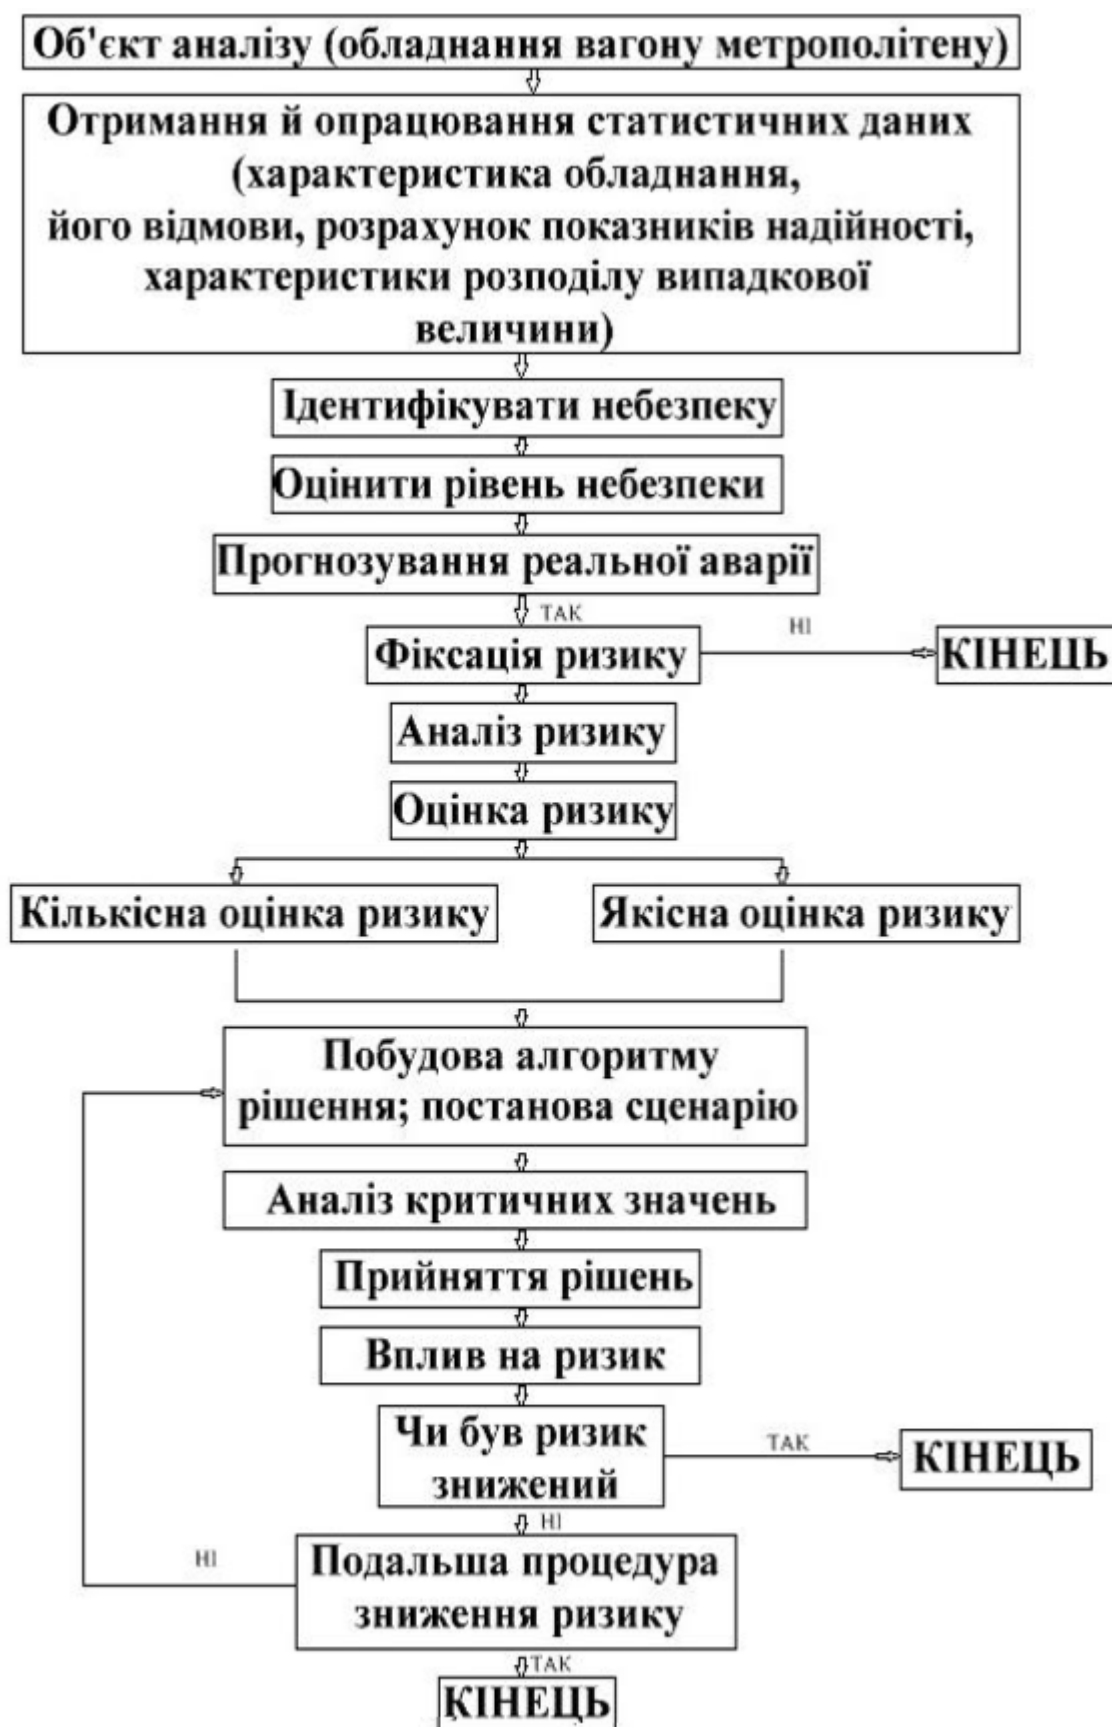 Об'єкт аналізу (обладнання вагону метрополітену)
Отримання й опрацювання статистичних даних
(характеристика обладнання,
його відмови, розрахунок показників надійності,
характеристики розподілу випадкової
величини)
Ідентифікувати небезпеку
Оцінити рівень небезпеки
Прогнозування реальної аварії
ТАК
Фіксація ризику
НІ
КІНЕЦЬ
Аналіз ризику
Оцінка ризику
Кількісна оцінка ризику
Якісна оцінка ризику
Побудова алгоритму
рішення; постанова сценарію
Аналіз критичних значень
Прийняття рішень
Вплив на ризик
Чи був ризик
знижений
ТАК
КІНЕЦЬ
НІ
Подальша процедура
зниження ризику
НІ
ТАК
КІНЕЦЬ